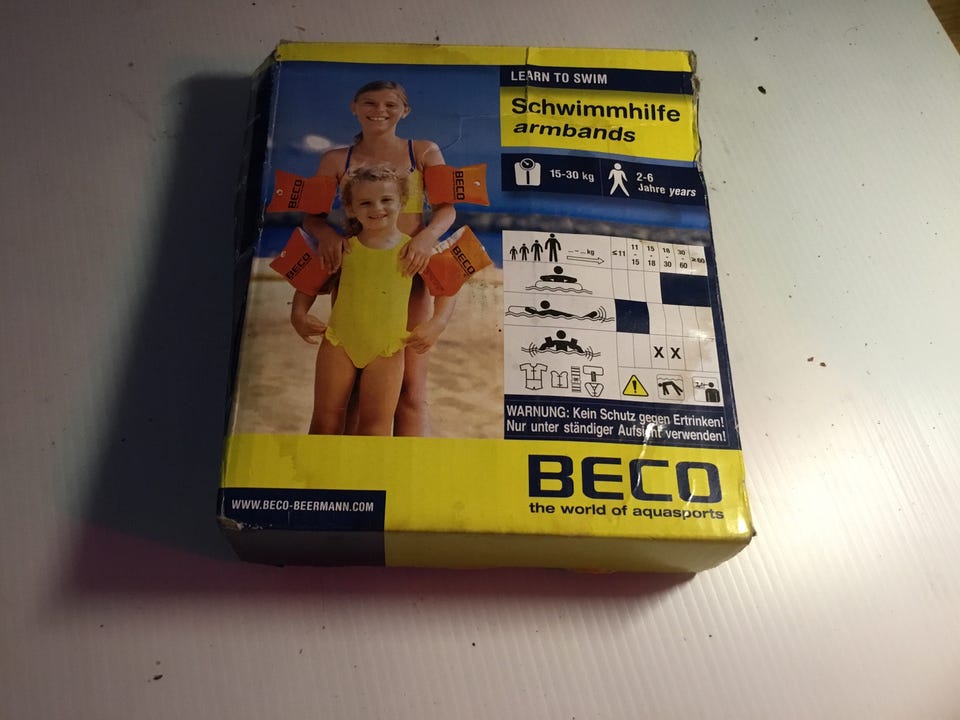 LEARN TO SWIM
Schwimmhilfe
armbands
15-30 kg
2-6
Jahre years
BECO
BECO
BECO
BECO
... - ... kg
≤11
11
-
15
15
-
18
18
-
30
30
-
60
≥60
X X
WARNUNG: Kein Schutz gegen Ertrinken!
Nur unter ständiger Aufsicht verwenden!
BECO
the world of aquasports
WWW.BECO-BEERMANN.COM